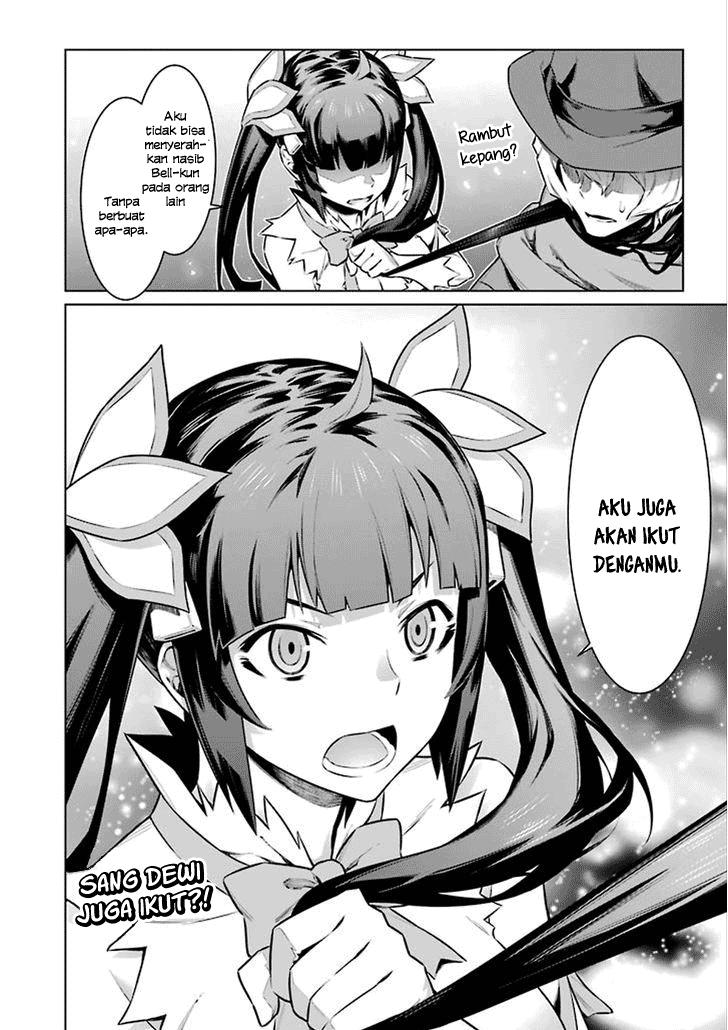 Rambut
kepang?
Aku
tidak bisa
menyerah-
kan nasib
Bell-kun
pada orang
lain
Tanpa
berbuat
apa-apa.
AKU JUGA
AKAN IKUT
DENGANMU.
SANG DEWI
JUGA IKUT?!